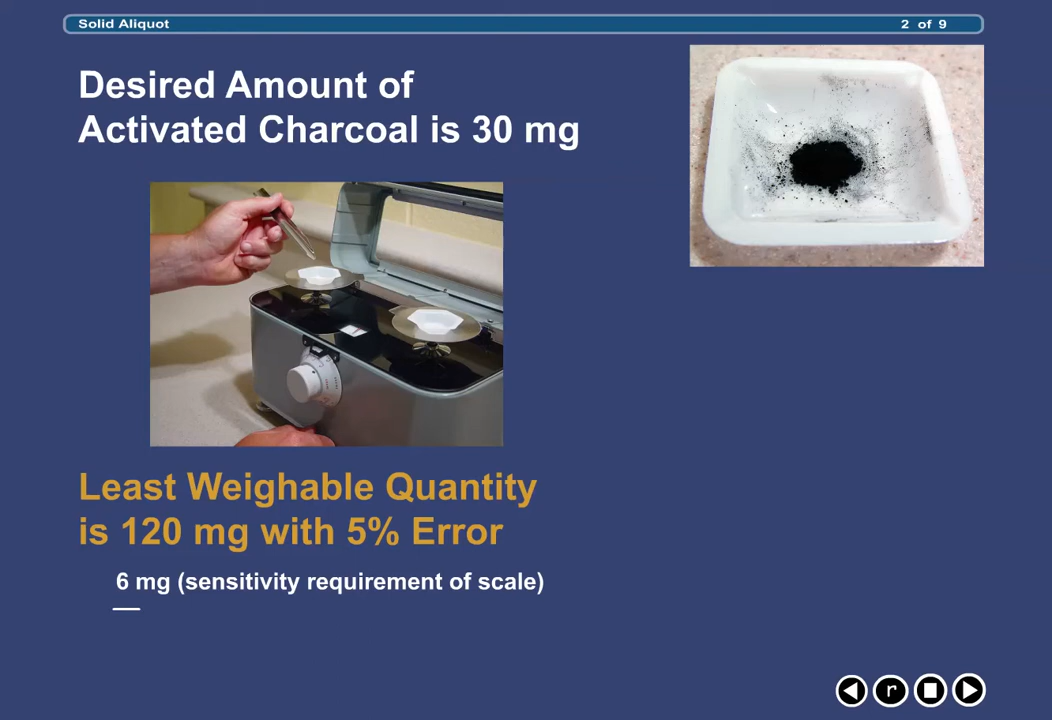 Solid Aliquot
2 of 9
Desired Amount of
Activated Charcoal is 30 mg
Least Weighable Quantity
is 120 mg with 5% Error
6 mg (sensitivity requirement of scale)
r